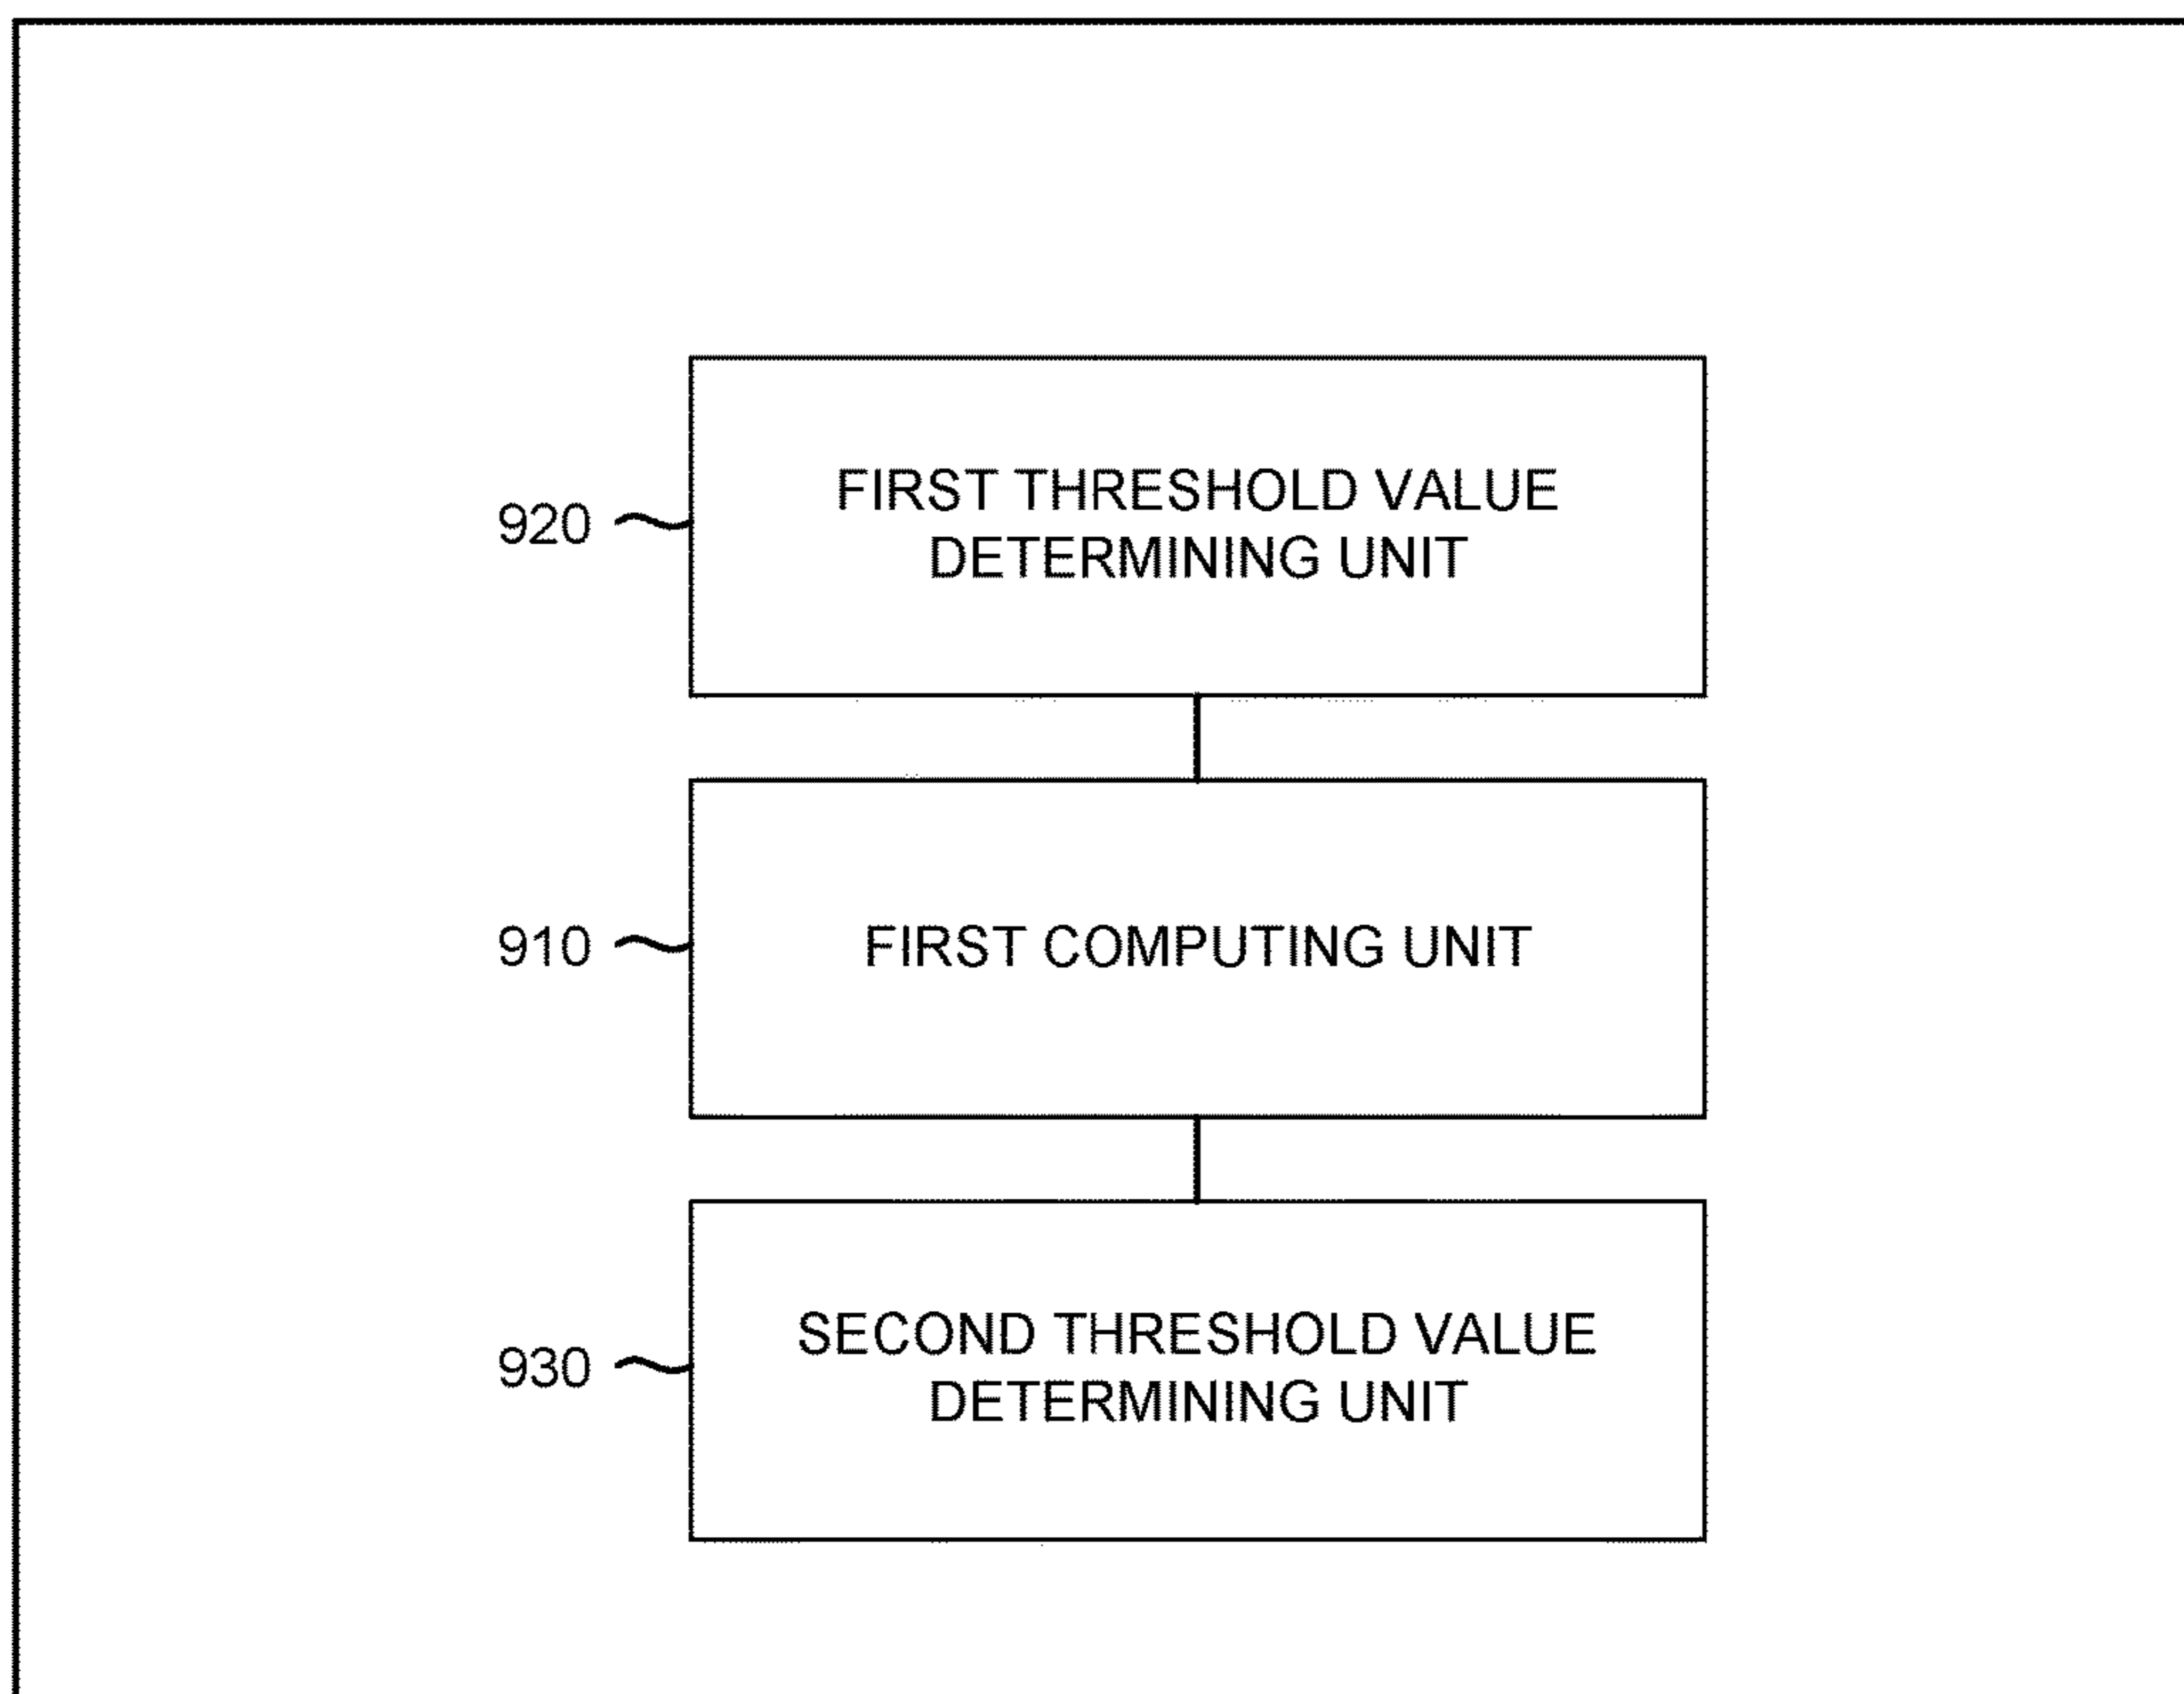 920
FIRST THRESHOLD VALUE
DETERMINING UNIT
910
FIRST COMPUTING UNIT
930
SECOND THRESHOLD VALUE
DETERMINING UNIT